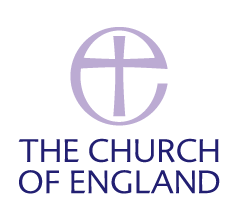 THE CHURCH
OF ENGLAND